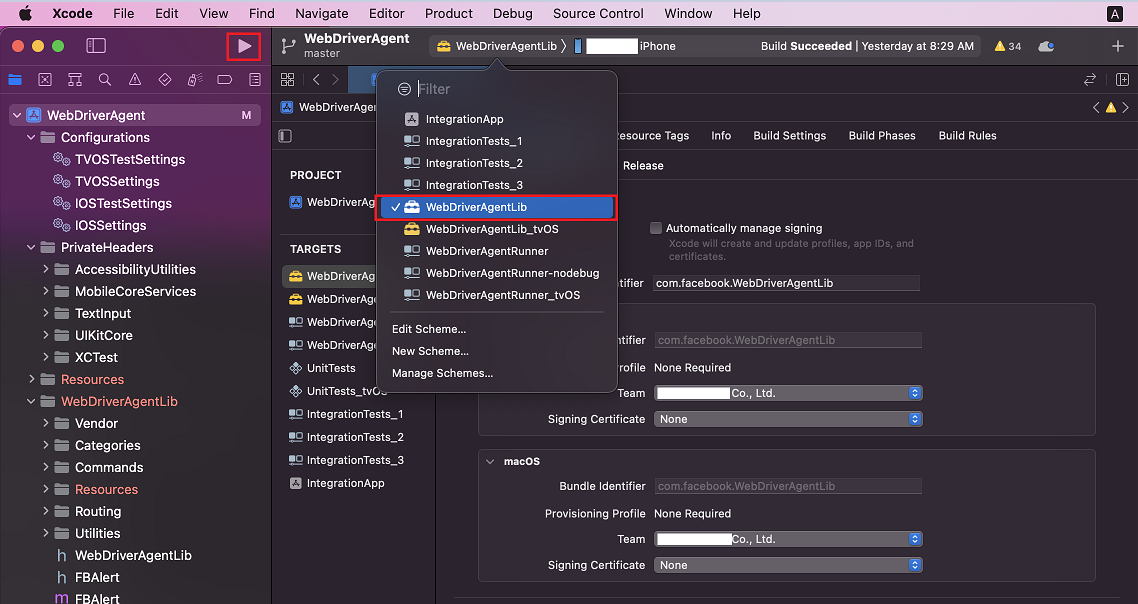 Xcode File Edit View Find Navigate Editor Product Debug Source Control Window Help A
WebDriverAgent
master
WebDriverAgentLib iPhone
Build Succeeded | Yesterday at 8:29 AM
34
WebDriverAgent M
Configurations
TVOSTestSettings
TVOSSettings
IOSTestSettings
IOSSettings
PrivateHeaders
AccessibilityUtilities
MobileCoreServices
TextInput
UIKitCore
XCTest
Resources
WebDriverAgentLib
Vendor
Categories
Commands
Resources
Routing
Utilities
h WebDriverAgentLib
h FBAlert
m FBAlert
WebDriverAgen
PROJECT
WebDriverAg
TARGETS
WebDriverAg
WebDriverAge
WebDriverAge
WebDriverAge
UnitTests
UnitTests_tvOS
IntegrationTests_1
IntegrationTests_2
IntegrationTests_3
IntegrationApp
Filter
IntegrationApp
IntegrationTests_1
IntegrationTests_2
IntegrationTests_3
WebDriverAgentLib
WebDriverAgentLib_tvOS
WebDriverAgentRunner
WebDriverAgentRunner-nodebug
WebDriverAgentRunner_tvOS
Edit Scheme...
New Scheme...
Manage Schemes...
esource Tags Info Build Settings Build Phases Build Rules
Release
Automatically manage signing
Xcode will create and update profiles, app IDs, and
certificates.
ntifier com.facebook.WebDriverAgentLib
ntifier com.facebook.WebDriverAgentLib
rofile None Required
Team Co., Ltd.
Signing Certificate None
macOS
Bundle Identifier com.facebook.WebDriverAgentLib
Provisioning Profile None Required
Team Co., Ltd.
Signing Certificate None